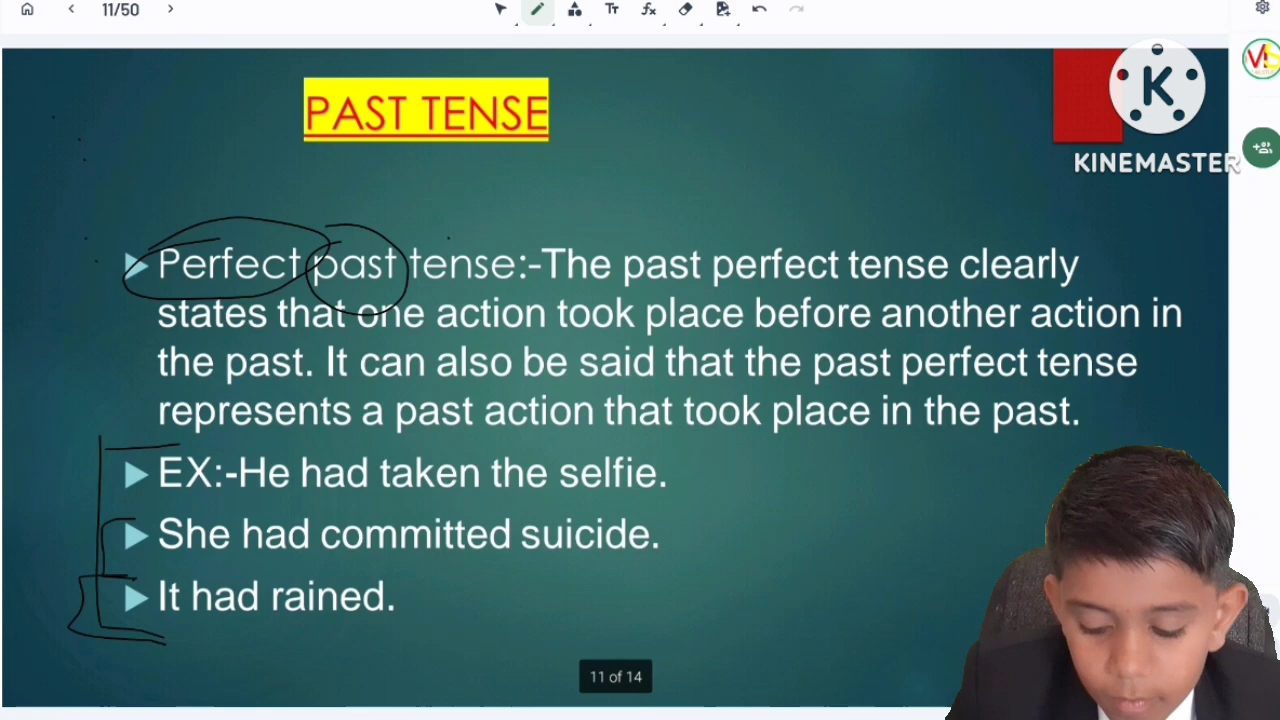 11/50
Tт
fx
PAST TENSE
K
KINEMASTER
Perfect past tense:-The past perfect tense clearly
states that one action took place before another action in
the past. It can also be said that the past perfect tense
represents a past action that took place in the past.
EX:-He had taken the selfie.
She had committed suicide.
It had rained.
11 of 14